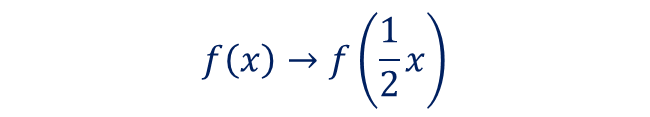 f(x) → f(1/2 x)